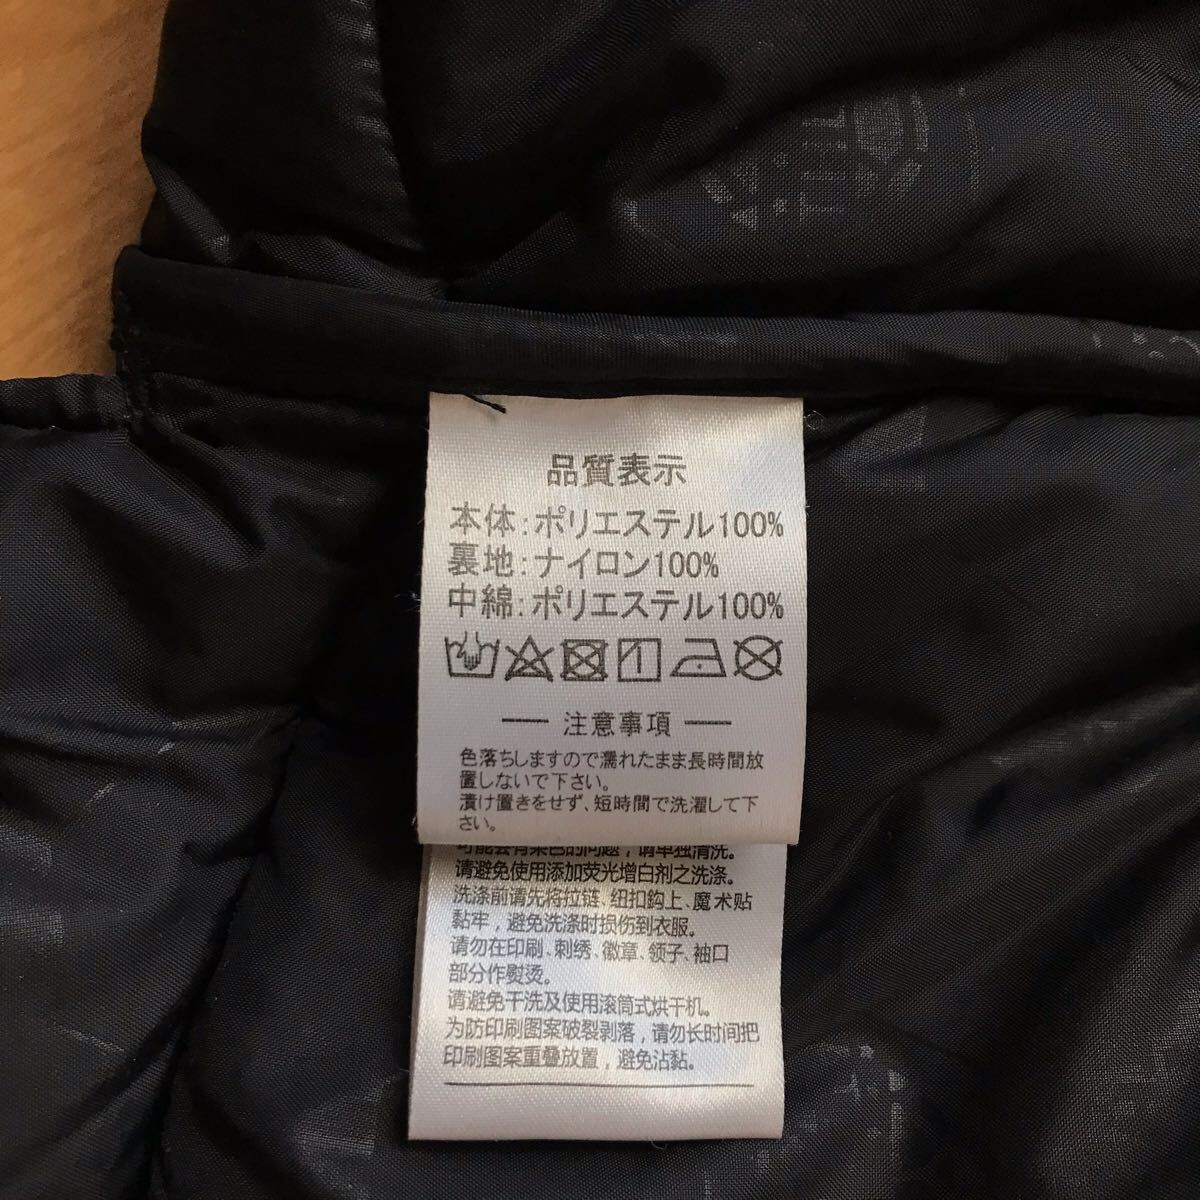 品質表示
本体:ポリエステル100%
裏地:ナイロン100%
中綿:ポリエステル100%
注意事項
色落ちしますので濡れたまま長時間放
置しないで下さい。
漬け置きをせず、短時間で洗濯して下
さい。
可能会有染色的问题，请单独清洗。
请避免使用添加荧光增白剂之洗涤。
洗涤前请先将拉链、纽扣鈎上、魔术贴
黏牢，避免洗涤时损伤到衣服。
请勿在印刷、刺绣、徽章、领子、袖口
部分作熨烫。
请避免干洗及使用滚筒式烘干机。
为防印刷图案破裂剥落，请勿长时间把
印刷图案重叠放置，避免沾黏。